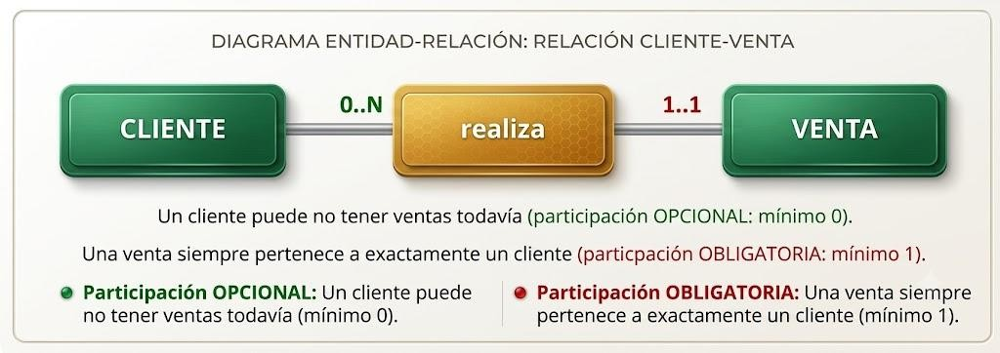 DIAGRAMA ENTIDAD-RELACIÓN: RELACIÓN CLIENTE-VENTA
CLIENTE
0..N
realiza
1..1
VENTA
Un cliente puede no tener ventas todavía (participación OPCIONAL: mínimo 0).
Una venta siempre pertenece a exactamente un cliente (particpación OBLIGATORIA: mínimo 1).
Participación OPCIONAL: Un cliente puede
no tener ventas todavía (mínimo 0).
Participación OBLIGATORIA: Una venta siempre
pertenece a exactamente un cliente (mínimo 1).